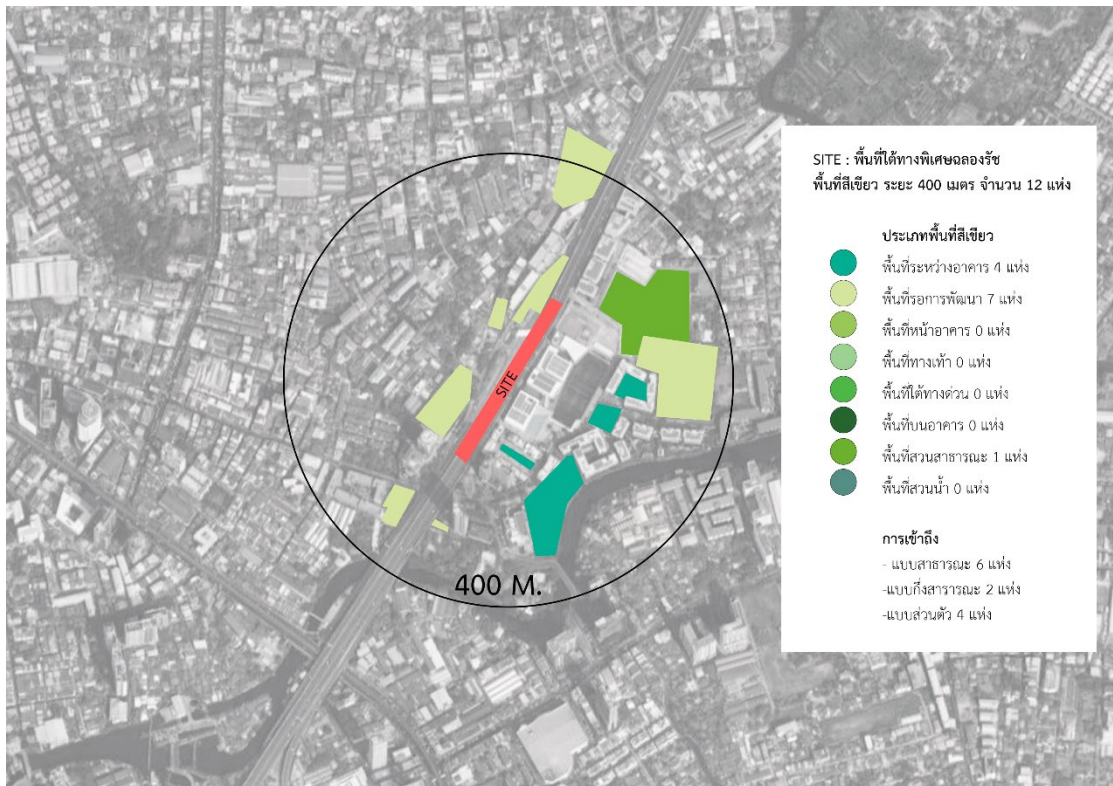 SITE : พื้นที่ใต้ทางพิเศษฉลองรัช
พื้นที่สีเขียว ระยะ 400 เมตร จำนวน 12 แห่ง
ประเภทพื้นที่สีเขียว
พื้นที่ระหว่างอาคาร 4 แห่ง
พื้นที่รอการพัฒนา 7 แห่ง
พื้นที่หน้าอาคาร 0 แห่ง
พื้นที่ทางเท้า 0 แห่ง
พื้นที่ใต้ทางด่วน 0 แห่ง
พื้นที่บนอาคาร 0 แห่ง
พื้นที่สวนสาธารณะ 1 แห่ง
พื้นที่สวนน้ำ 0 แห่ง
การเข้าถึง
- แบบสาธารณะ 6 แห่ง
-แบบกึ่งสารารณะ 2 แห่ง
-แบบส่วนตัว 4 แห่ง
SITE
400 M.